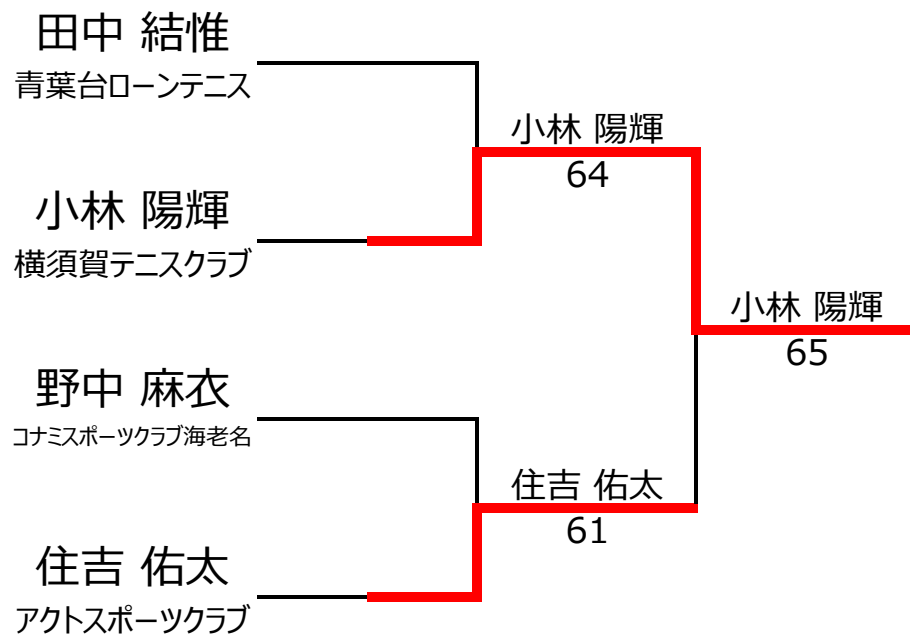 田中 結惟
青葉台ローンテニス
小林 陽輝
64
小林 陽輝
横須賀テニスクラブ
小林 陽輝
65
野中 麻衣
コナミスポーツクラブ海老名
住吉 佑太
61
住吉 佑太
アクトスポーツクラブ